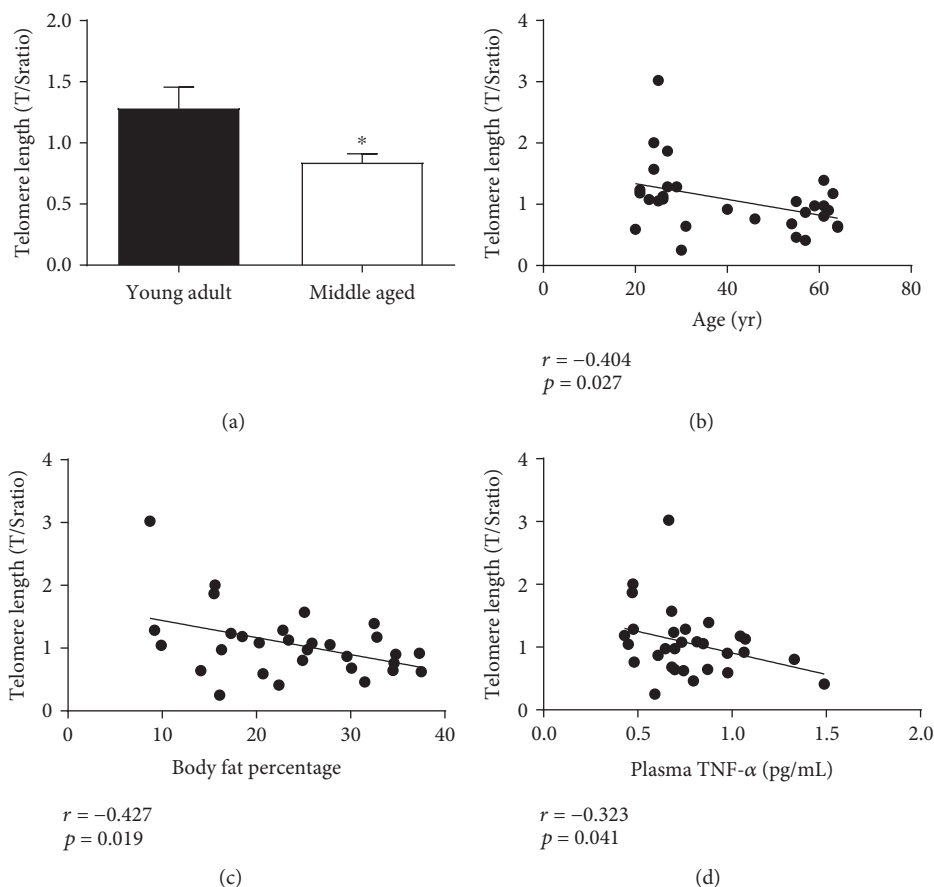 Telomere length (T/Sratio)
2.0
1.5
1.0
0.5
0.0
*
Young adult
Middle aged
(a)
Telomere length (T/Sratio)
4
3
2
1
0
0
20
40
60
80
Age (yr)
r = −0.404
p = 0.027
(b)
Telomere length (T/Sratio)
4
3
2
1
0
0
10
20
30
40
Body fat percentage
r = −0.427
p = 0.019
(c)
Telomere length (T/Sratio)
4
3
2
1
0
0.0
0.5
1.0
1.5
2.0
Plasma TNF-α (pg/mL)
r = −0.323
p = 0.041
(d)